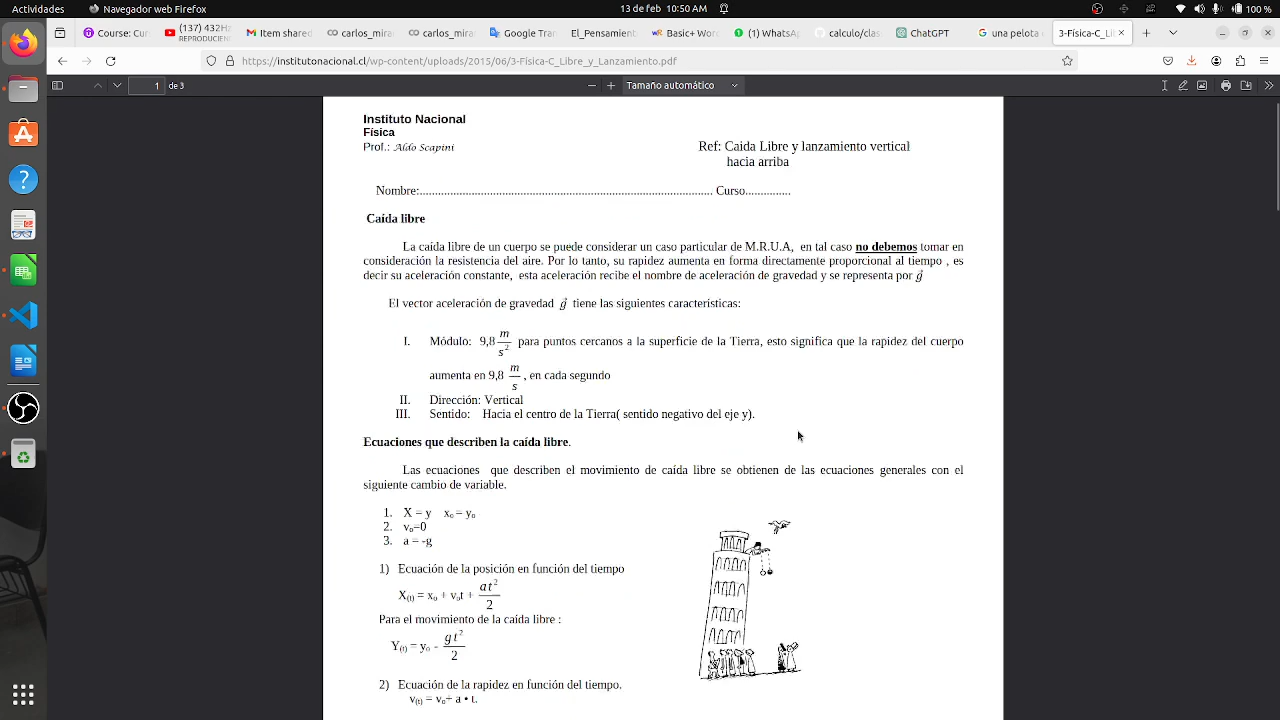 Actividades
Navegador web Firefox
13 de feb 10:50 AM
100 %
Course: Cur
(137) 432Hz
REPRODUCIEN
Item shared
carlos_mira
carlos_mira
Google Tran
El_Pensamie
Basic+ Word
(1) WhatsA
calculo/clas
ChatGPT
una pelota
3-Física-C_Lib
https://institutonacional.cl/wp-content/uploads/2015/06/3-Física-C_Libre_y_Lanzamiento.pdf
1 de 3
Tamaño automático
Instituto Nacional
Física
Prof.: Aldo Scapini
Ref: Caida Libre y lanzamiento vertical
hacia arriba
Nombre:................................................................................................. Curso..............
Caída libre
La caída libre de un cuerpo se puede considerar un caso particular de M.R.U.A, en tal caso no debemos tomar en
consideración la resistencia del aire. Por lo tanto, su rapidez aumenta en forma directamente proporcional al tiempo , es
decir su aceleración constante, esta aceleración recibe el nombre de aceleración de gravedad y se representa por g⃗
El vector aceleración de gravedad g⃗ tiene las siguientes características:
I. Módulo: 9,8 m/s² para puntos cercanos a la superficie de la Tierra, esto significa que la rapidez del cuerpo
aumenta en 9,8 m/s , en cada segundo
II. Dirección: Vertical
III. Sentido: Hacia el centro de la Tierra( sentido negativo del eje y).
Ecuaciones que describen la caída libre.
Las ecuaciones que describen el movimiento de caída libre se obtienen de las ecuaciones generales con el
siguiente cambio de variable.
1. X = y x₀ = y₀
2. v₀=0
3. a = -g
1) Ecuación de la posición en función del tiempo
X(t) = x₀ + v₀t + at²/2
Para el movimiento de la caída libre :
Y(t) = y₀ - gt²/2
2) Ecuación de la rapidez en función del tiempo.
v(t) = v₀+ a • t.